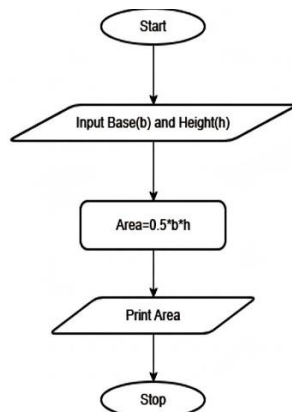 Start
Input Base(b) and Height(h)
Area=0.5*b*h
Print Area
Stop